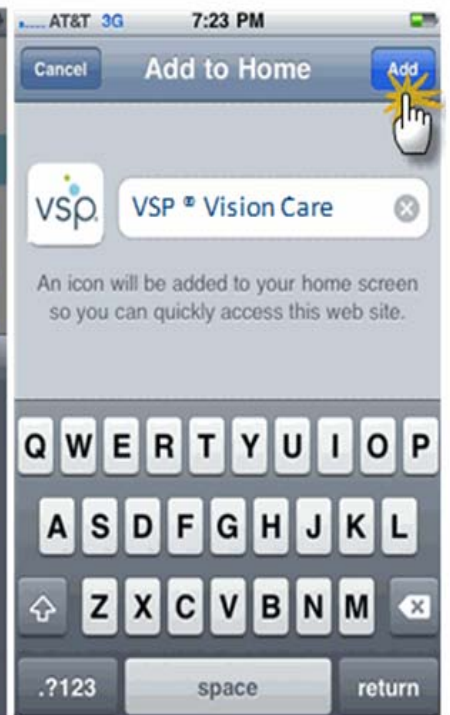 AT&T 3G 7:23 PM
Cancel Add to Home Add
vsp. VSP ® Vision Care
An icon will be added to your home screen
so you can quickly access this web site.
Q W E R T Y U I O P
A S D F G H J K L
Z X C V B N M
.?123 space return